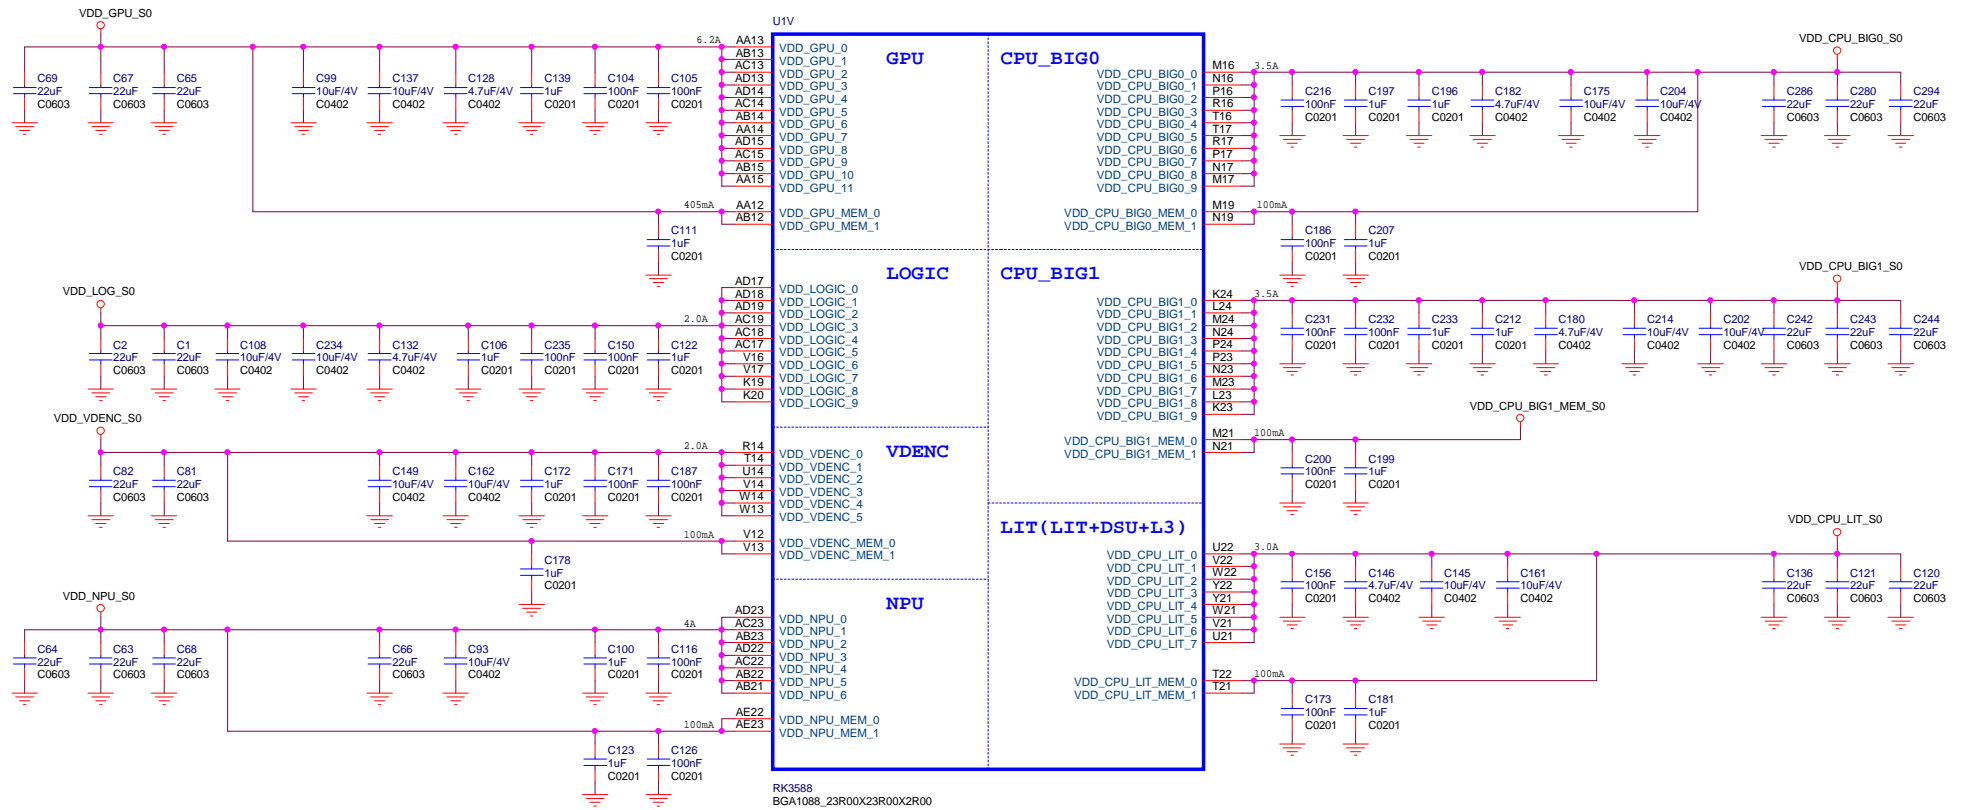 VDD_GPU_S0
C69
22uF
C0603
C67
22uF
C0603
C65
22uF
C0603
C99
10uF/4V
C0402
C137
10uF/4V
C0402
C128
4.7uF/4V
C0402
C139
1uF
C0201
C104
100nF
C0201
C105
100nF
C0201
6.2A
405mA
C111
1uF
C0201
VDD_LOG_S0
2.0A
C2
22uF
C0603
C1
22uF
C0603
C108
10uF/4V
C0402
C234
10uF/4V
C0402
C132
4.7uF/4V
C0402
C106
1uF
C0201
C235
100nF
C0201
C150
100nF
C0201
C122
1uF
C0201
VDD_VDENC_S0
2.0A
C82
22uF
C0603
C81
22uF
C0603
C149
10uF/4V
C0402
C162
10uF/4V
C0402
C172
1uF
C0201
C171
100nF
C0201
C187
100nF
C0201
100mA
C178
1uF
C0201
VDD_NPU_S0
4A
C64
22uF
C0603
C63
22uF
C0603
C68
22uF
C0603
C66
22uF
C0603
C93
10uF/4V
C0402
C100
1uF
C0201
C116
100nF
C0201
100mA
C123
1uF
C0201
C126
100nF
C0201
U1V
GPU
AA13 VDD_GPU_0
AB13 VDD_GPU_1
AC13 VDD_GPU_2
AD13 VDD_GPU_3
AD14 VDD_GPU_4
AC14 VDD_GPU_5
AB14 VDD_GPU_6
AA14 VDD_GPU_7
AD15 VDD_GPU_8
AC15 VDD_GPU_9
AB15 VDD_GPU_10
AA15 VDD_GPU_11
AA12 VDD_GPU_MEM_0
AB12 VDD_GPU_MEM_1
LOGIC
AD17 VDD_LOGIC_0
AD18 VDD_LOGIC_1
AD19 VDD_LOGIC_2
AC19 VDD_LOGIC_3
AC18 VDD_LOGIC_4
AC17 VDD_LOGIC_5
V16 VDD_LOGIC_6
V17 VDD_LOGIC_7
K19 VDD_LOGIC_8
K20 VDD_LOGIC_9
VDENC
R14 VDD_VDENC_0
T14 VDD_VDENC_1
U14 VDD_VDENC_2
V14 VDD_VDENC_3
W14 VDD_VDENC_4
W13 VDD_VDENC_5
V12 VDD_VDENC_MEM_0
V13 VDD_VDENC_MEM_1
NPU
AD23 VDD_NPU_0
AC23 VDD_NPU_1
AB23 VDD_NPU_2
AD22 VDD_NPU_3
AC22 VDD_NPU_4
AB22 VDD_NPU_5
AB21 VDD_NPU_6
AE22 VDD_NPU_MEM_0
AE23 VDD_NPU_MEM_1
CPU_BIG0
VDD_CPU_BIG0_0 M16
VDD_CPU_BIG0_1 N16
VDD_CPU_BIG0_2 P16
VDD_CPU_BIG0_3 R16
VDD_CPU_BIG0_4 T16
VDD_CPU_BIG0_5 T17
VDD_CPU_BIG0_6 R17
VDD_CPU_BIG0_7 P17
VDD_CPU_BIG0_8 N17
VDD_CPU_BIG0_9 M17
VDD_CPU_BIG0_MEM_0 M19
VDD_CPU_BIG0_MEM_1 N19
CPU_BIG1
VDD_CPU_BIG1_0 K24
VDD_CPU_BIG1_1 L24
VDD_CPU_BIG1_2 M24
VDD_CPU_BIG1_3 N24
VDD_CPU_BIG1_4 P24
VDD_CPU_BIG1_5 P23
VDD_CPU_BIG1_6 N23
VDD_CPU_BIG1_7 M23
VDD_CPU_BIG1_8 L23
VDD_CPU_BIG1_9 K23
VDD_CPU_BIG1_MEM_0 M21
VDD_CPU_BIG1_MEM_1 N21
LIT(LIT+DSU+L3)
VDD_CPU_LIT_0 U22
VDD_CPU_LIT_1 V22
VDD_CPU_LIT_2 W22
VDD_CPU_LIT_3 Y22
VDD_CPU_LIT_4 Y21
VDD_CPU_LIT_5 W21
VDD_CPU_LIT_6 V21
VDD_CPU_LIT_7 U21
VDD_CPU_LIT_MEM_0 T22
VDD_CPU_LIT_MEM_1 T21
RK3588
BGA1088_23R00X23R00X2R00
VDD_CPU_BIG0_S0
3.5A
C216
100nF
C0201
C197
1uF
C0201
C196
1uF
C0201
C182
4.7uF/4V
C0402
C175
10uF/4V
C0402
C204
10uF/4V
C0402
C286
22uF
C0603
C280
22uF
C0603
C294
22uF
C0603
100mA
C186
100nF
C0201
C207
1uF
C0201
VDD_CPU_BIG1_S0
3.5A
C231
100nF
C0201
C232
100nF
C0201
C233
1uF
C0201
C212
1uF
C0201
C180
4.7uF/4V
C0402
C214
10uF/4V
C0402
C202
10uF/4V
C0402
C242
22uF
C0603
C243
22uF
C0603
C244
22uF
C0603
VDD_CPU_BIG1_MEM_S0
100mA
C200
100nF
C0201
C199
1uF
C0201
VDD_CPU_LIT_S0
3.0A
C156
100nF
C0201
C146
4.7uF/4V
C0402
C145
10uF/4V
C0402
C161
10uF/4V
C0402
C136
22uF
C0603
C121
22uF
C0603
C120
22uF
C0603
100mA
C173
100nF
C0201
C181
1uF
C0201